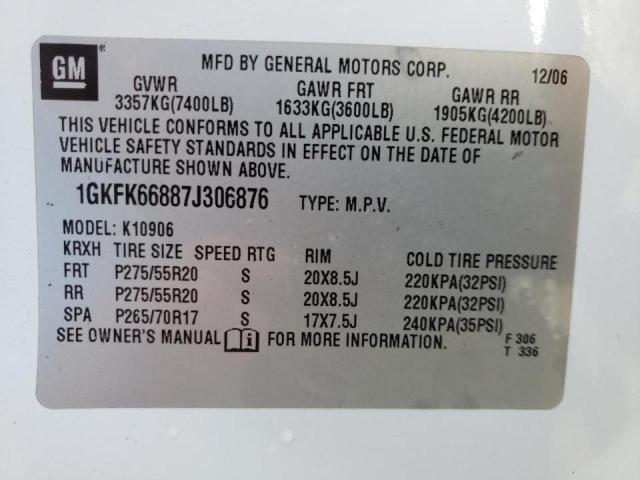 GM ®
MFD BY GENERAL MOTORS CORP. 12/06
GVWR GAWR FRT GAWR RR
3357KG(7400LB) 1633KG(3600LB) 1905KG(4200LB)
THIS VEHICLE CONFORMS TO ALL APPLICABLE U.S. FEDERAL MOTOR
VEHICLE SAFETY STANDARDS IN EFFECT ON THE DATE OF
MANUFACTURE SHOWN ABOVE.
1GKFK66887J306876 TYPE: M.P.V.
MODEL: K10906
KRXH TIRE SIZE SPEED RTG RIM COLD TIRE PRESSURE
FRT P275/55R20 S 20X8.5J 220KPA(32PSI)
RR P275/55R20 S 20X8.5J 220KPA(32PSI)
SPA P265/70R17 S 17X7.5J 240KPA(35PSI)
SEE OWNER'S MANUAL FOR MORE INFORMATION. F 306
T 336